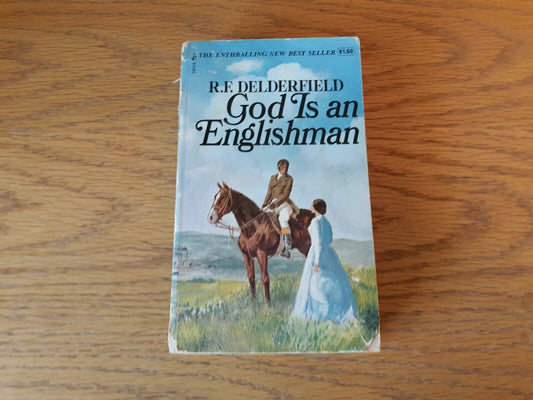 THE ENTHRALLING NEW BEST SELLER $1.50
R.F. DELDERFIELD
God Is an
Englishman